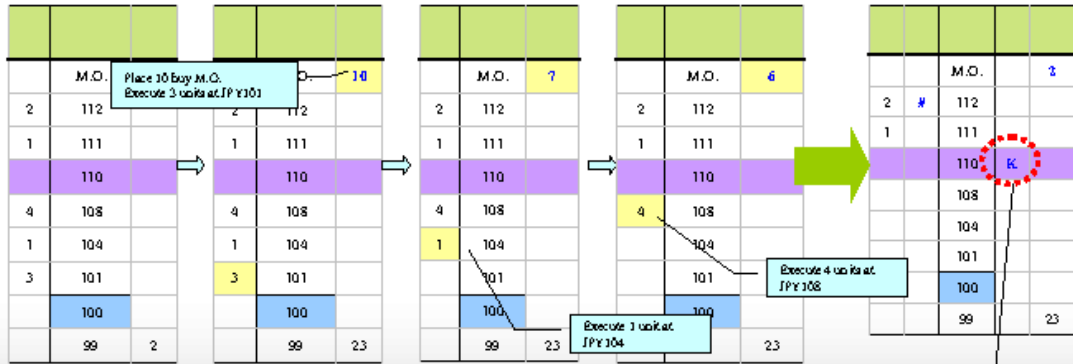 M.O.
2 112
1 111
110
4 108
1 104
3 101
100
99 2
Place 10 buy M.O.
Execute 3 units at JPY101
O. 10
2 112
1 111
110
4 108
1 104
3 101
100
99 23
M.O. 7
2 112
1 111
110
4 108
1 104
101
100
99 23
Execute 1 unit at
JPY104
M.O. 6
2 112
1 111
110
4 108
104
101
100
23
Execute 4 units at
JPY108
M.O. 2
2 # 112
1 111
110 K
108
104
101
100
99 23